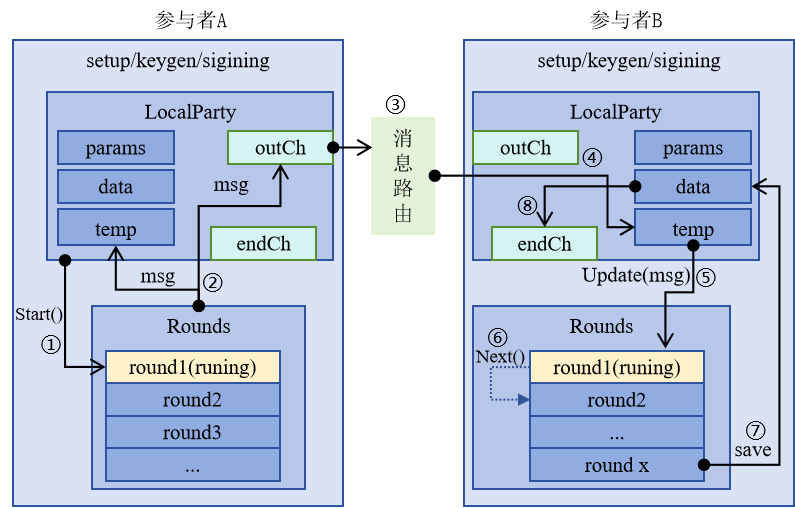 参与者A
setup/keygen/sigining
LocalParty
params
data
temp
outCh
msg
endCh
msg
②
Start()
①
Rounds
round1(runing)
round2
round3
...
③
消息路由
参与者B
setup/keygen/sigining
LocalParty
outCh
④
params
data
temp
⑧
endCh
Update(msg)
⑤
Rounds
⑥
Next()
round1(runing)
round2
...
round x
⑦
save